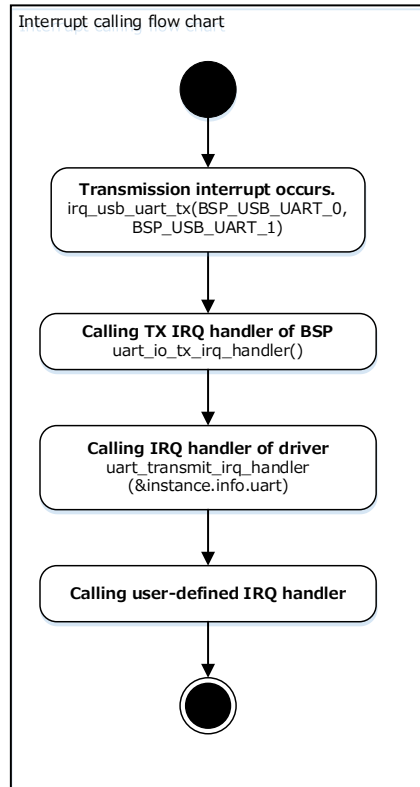 Interrupt calling flow chart
Transmission interrupt occurs.
irq_usb_uart_tx(BSP_USB_UART_0,
BSP_USB_UART_1)
Calling TX IRQ handler of BSP
uart_io_tx_irq_handler()
Calling IRQ handler of driver
uart_transmit_irq_handler
(&instance.info.uart)
Calling user-defined IRQ handler